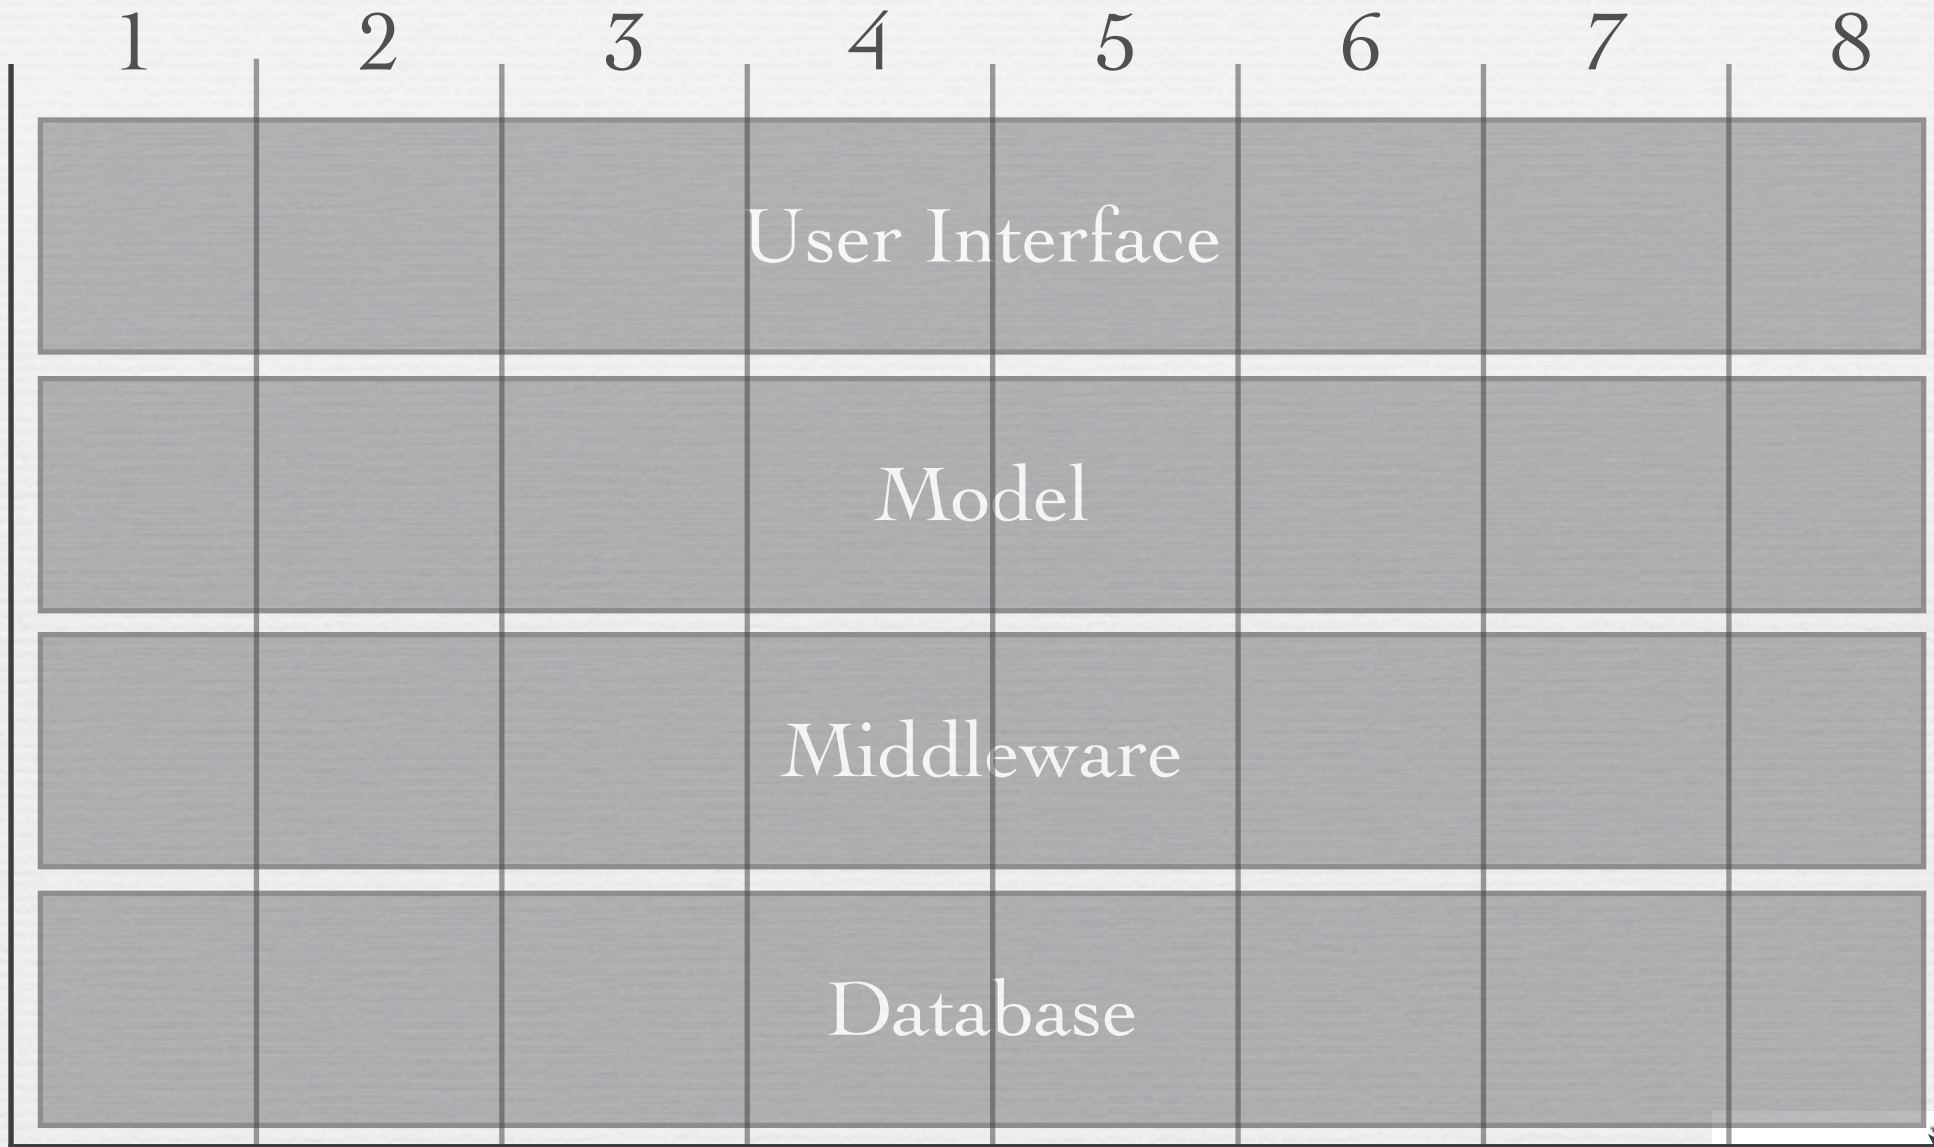 1 2 3 4 5 6 7 8
User Interface
Model
Middleware
Database